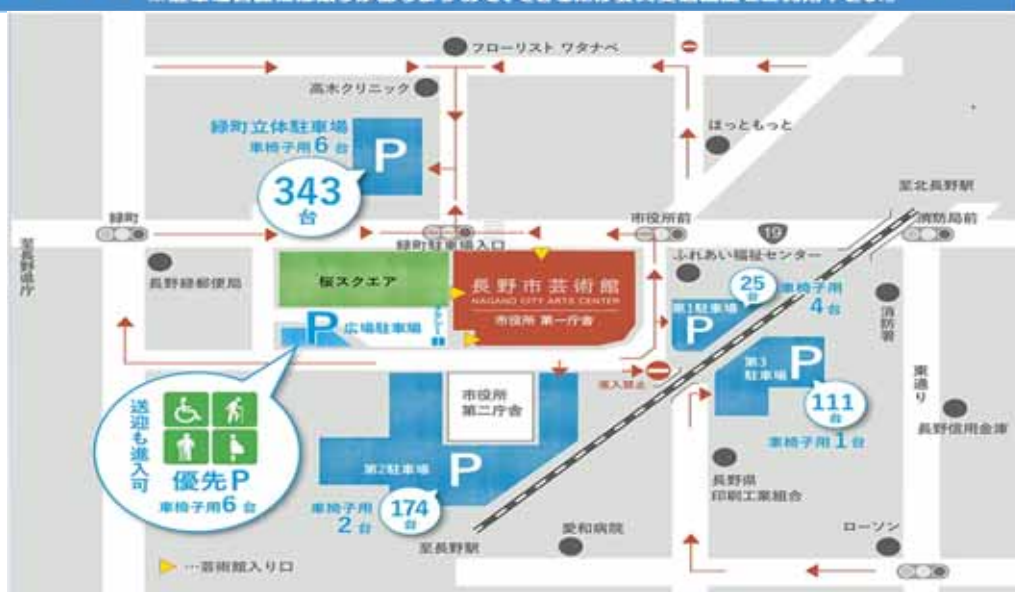 フローリスト ワタナベ
高木クリニック
緑町立体駐車場
車椅子用6台
P
343
台
ほっともっと
至北長野駅
緑町
緑町駐車場入口
市役所前
19
消防局前
至長野県庁
長野緑郵便局
桜スクエア
長野市芸術館
NAGANO CITY ARTS CENTER
市役所 第一庁舎
ふれあい福祉センター
25
台
車椅子用
4台
第1駐車場
P
消防署
P 広場駐車場
第3
駐車場
P
進入禁止
111
台
車椅子用1台
東通り
長野信用金庫
送迎も進入可
優先P
車椅子用6台
市役所
第二庁舎
第2駐車場
P
車椅子用
2台
174
台
長野県
印刷工業組合
至長野駅
愛和病院
ローソン
…芸術館入り口